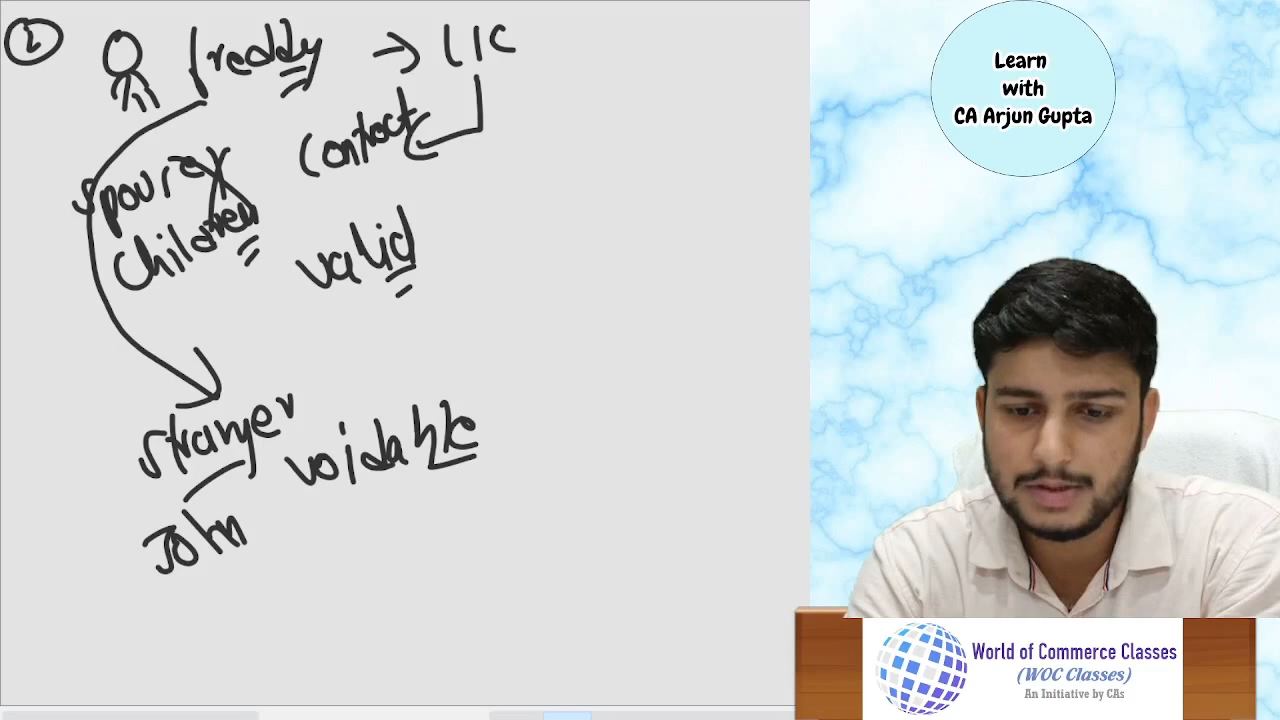 2
freddy → LIC
contract
spouse
children
valid
stranger
voidable
John
Learn
with
CA Arjun Gupta
World of Commerce Classes
(WOC Classes)
An Initiative by CAs